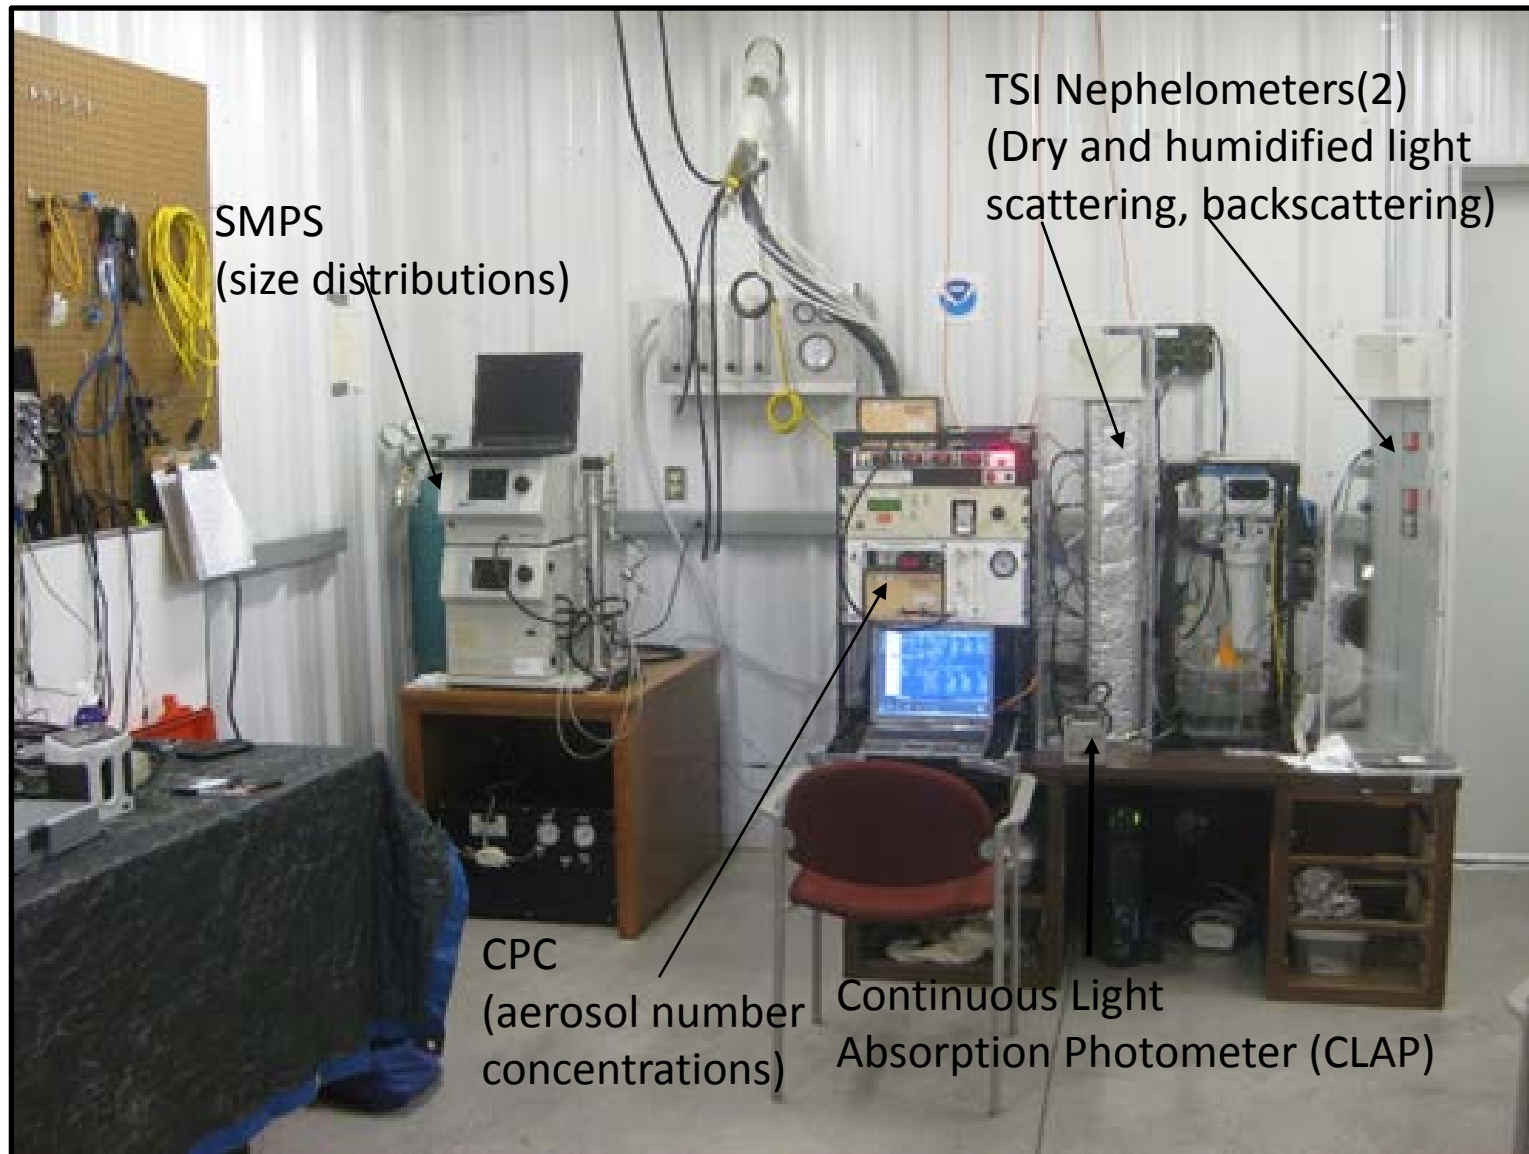 TSI Nephelometers(2)
(Dry and humidified light
scattering, backscattering)
SMPS
(size distributions)
CPC
(aerosol number
concentrations)
Continuous Light
Absorption Photometer (CLAP)